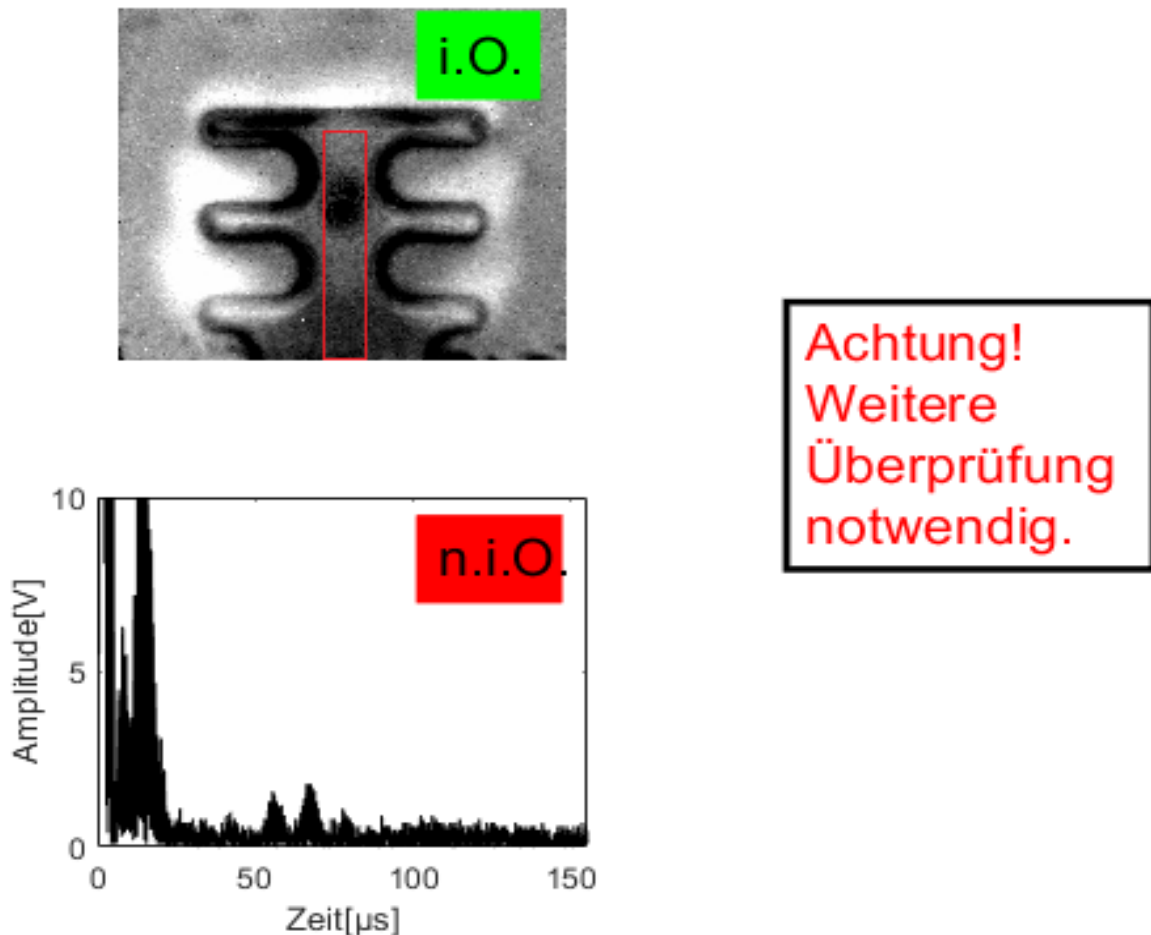 i.O.
Achtung!
Weitere
Überprüfung
notwendig.
10
5
0
Amplitude[V]
n.i.O.
0
50
100
150
Zeit[µs]